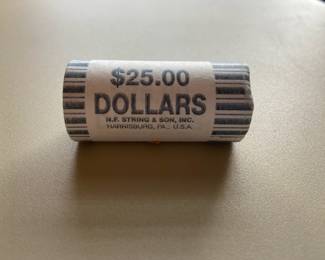 $25.00
DOLLARS
N.F. STRING & SON, INC.
HARRISBURG, PA., U.S.A.